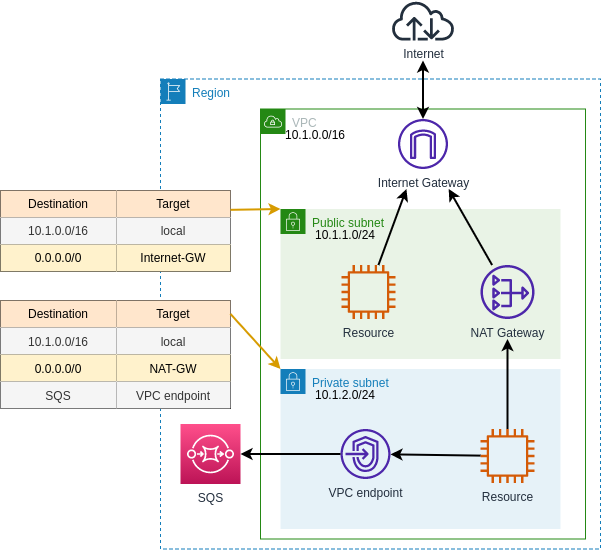 Internet
Region
VPC
10.1.0.0/16
Internet Gateway
Destination Target
10.1.0.0/16 local
0.0.0.0/0 Internet-GW
Public subnet
10.1.1.0/24
Resource
NAT Gateway
Destination Target
10.1.0.0/16 local
0.0.0.0/0 NAT-GW
SQS VPC endpoint
Private subnet
10.1.2.0/24
SQS
VPC endpoint
Resource